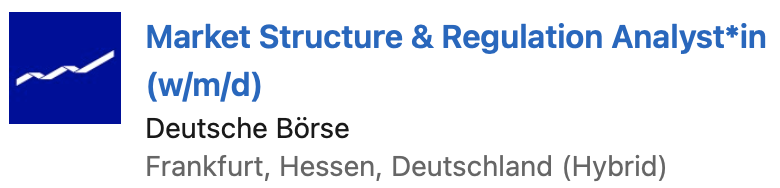 Market Structure & Regulation Analyst*in
(w/m/d)
Deutsche Börse
Frankfurt, Hessen, Deutschland (Hybrid)